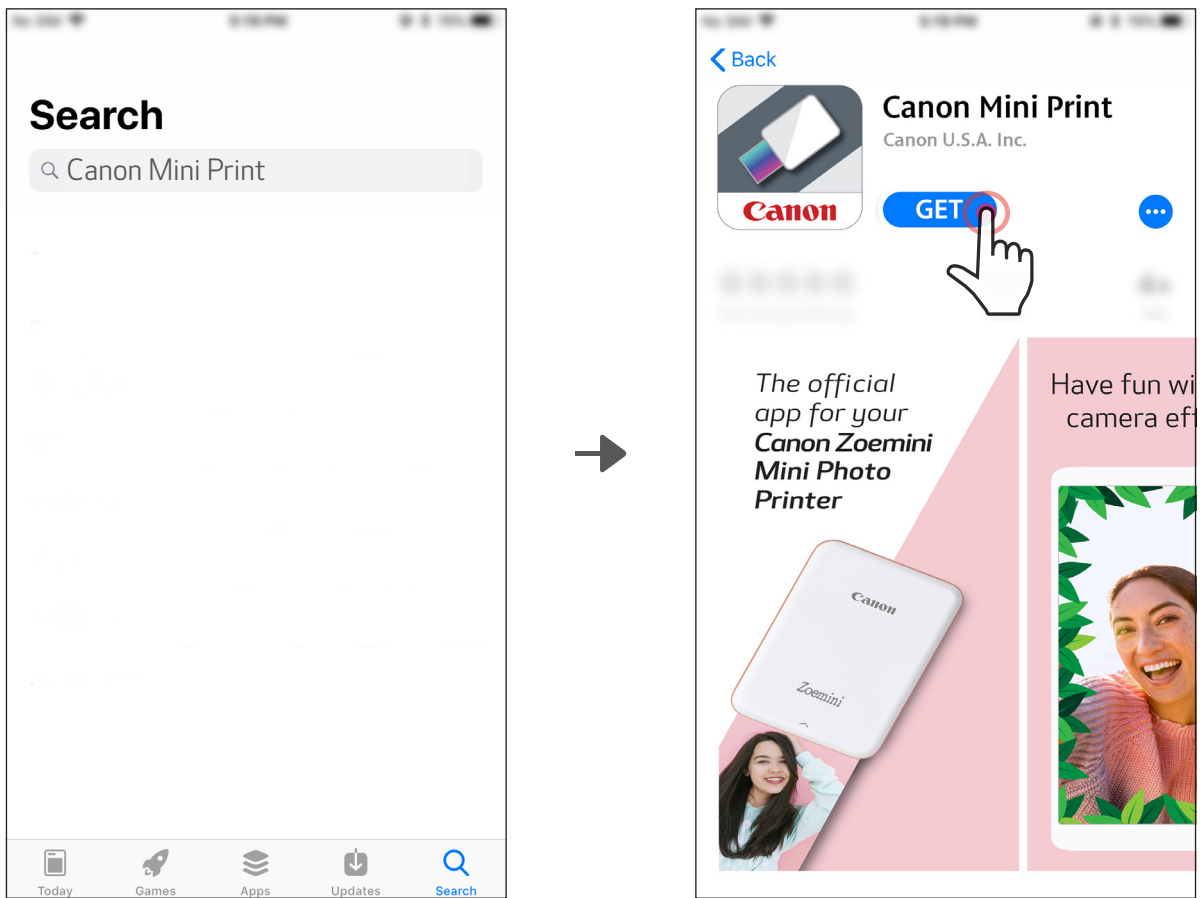 Search
Canon Mini Print
Today
Games
Apps
Updates
Search
Back
Canon Mini Print
Canon U.S.A. Inc.
Canon
GET
The official
app for your
Canon Zoemini
Mini Photo
Printer
Canon
Zoemini
Have fun wi
camera eff